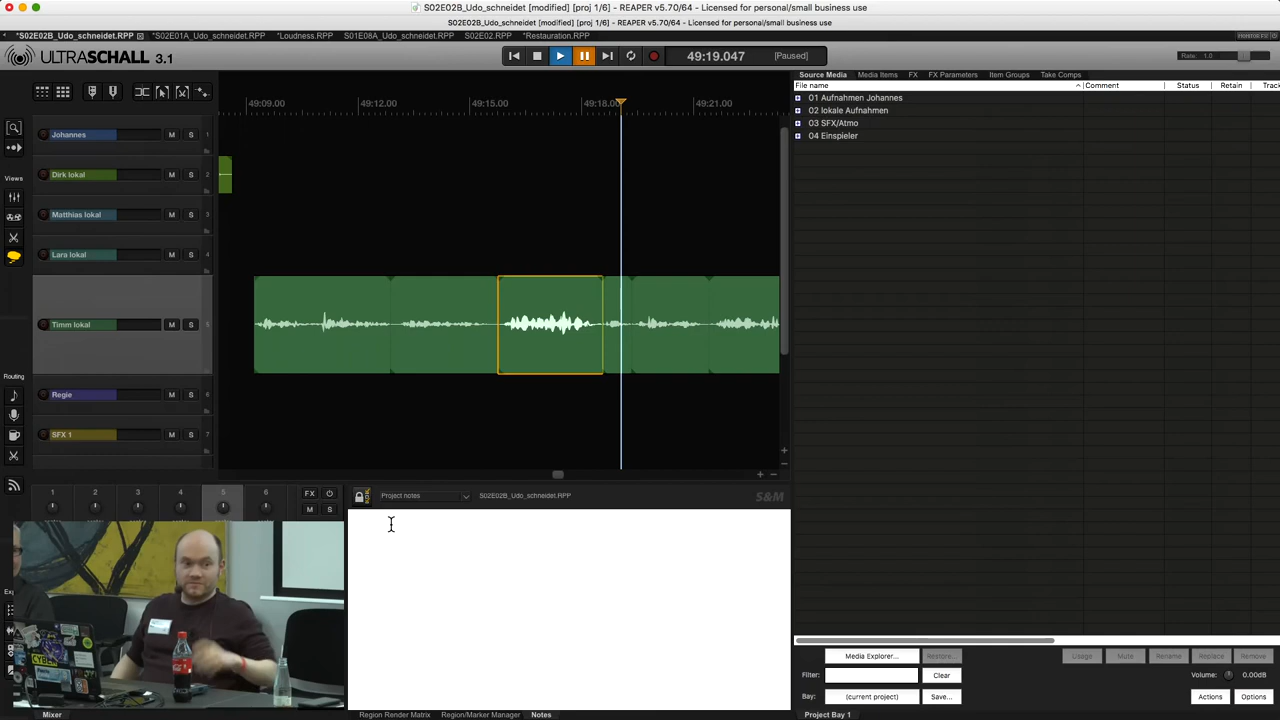 S02E02B_Udo_schneidet [modified] [proj 1/6] - REAPER v5.70/64 - Licensed for personal/small business use
S02E02B_Udo_schneidet [modified] [proj 1/6] - REAPER v5.70/64 - Licensed for personal/small business use
*S02E02B_Udo_schneidet.RPP *S02E01A_Udo_schneidet.RPP *Loudness.RPP S01E08A_Udo_schneidet.RPP S02E02.RPP *Restauration.RPP
ULTRASCHALL 3.1
49:19.047 [Paused]
Rate: 1.0
Source Media Media Items FX FX Parameters Item Groups Take Comps
File name Comment Status Retain Track
49:09.00 49:12.00 49:15.00 49:18.00 49:21.00
01 Aufnahmen Johannes
02 lokale Aufnahmen
03 SFX/Atmo
04 Einspieler
Johannes M S 1
Dirk lokal M S 2
Views
Matthias lokal M S 3
Lara lokal M S 4
Timm lokal M S 5
Routing
Regie M S 6
SFX 1 M S 7
1 2 3 4 5 6 FX
M S
Project notes S02E02B_Udo_schneidet.RPP S&M
CYBER
Media Explorer... Restore... Usage Mute Rename Replace Remove
Filter: Clear Volume: 0.00dB
Bay: (current project) Save... Actions Options
Mixer Region Render Matrix Region/Marker Manager Notes Project Bay 1